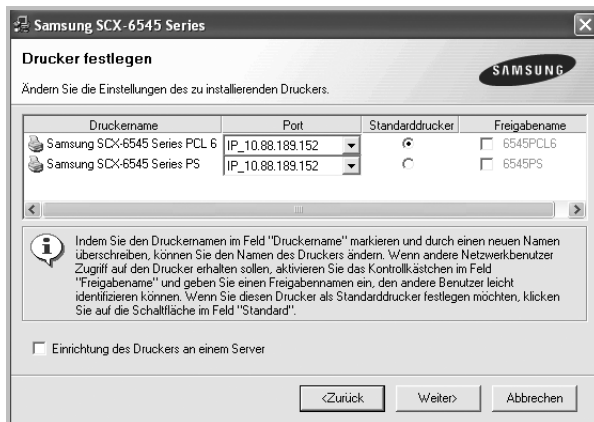 Samsung SCX-6545 Series
Drucker festlegen
Ändern Sie die Einstellungen des zu installierenden Druckers.
SAMSUNG
Druckername Port Standarddrucker Freigabename
Samsung SCX-6545 Series PCL 6 IP_10.88.189.152 6545PCL6
Samsung SCX-6545 Series PS IP_10.88.189.152 6545PS
Indem Sie den Druckernamen im Feld "Druckername" markieren und durch einen neuen Namen
überschreiben, können Sie den Namen des Druckers ändern. Wenn andere Netzwerkbenutzer
Zugriff auf den Drucker erhalten sollen, aktivieren Sie das Kontrollkästchen im Feld
"Freigabename" und geben Sie einen Freigabennamen ein, den andere Benutzer leicht
identifizieren können. Wenn Sie diesen Drucker als Standarddrucker festlegen möchten, klicken
Sie auf die Schaltfläche im Feld "Standard".
Einrichtung des Druckers an einem Server
<Zurück Weiter> Abbrechen